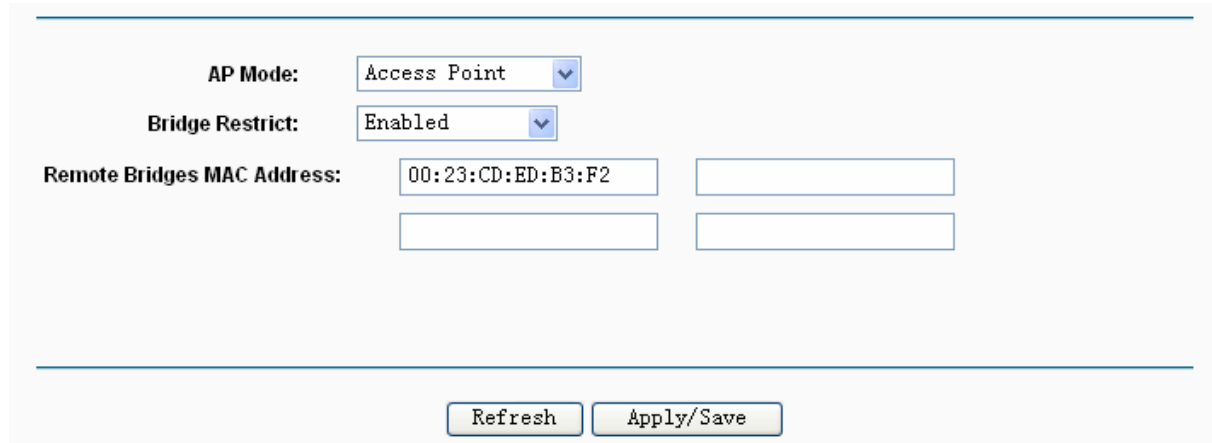 AP Mode: Access Point
Bridge Restrict: Enabled
Remote Bridges MAC Address: 00:23:CD:ED:B3:F2
Refresh Apply/Save